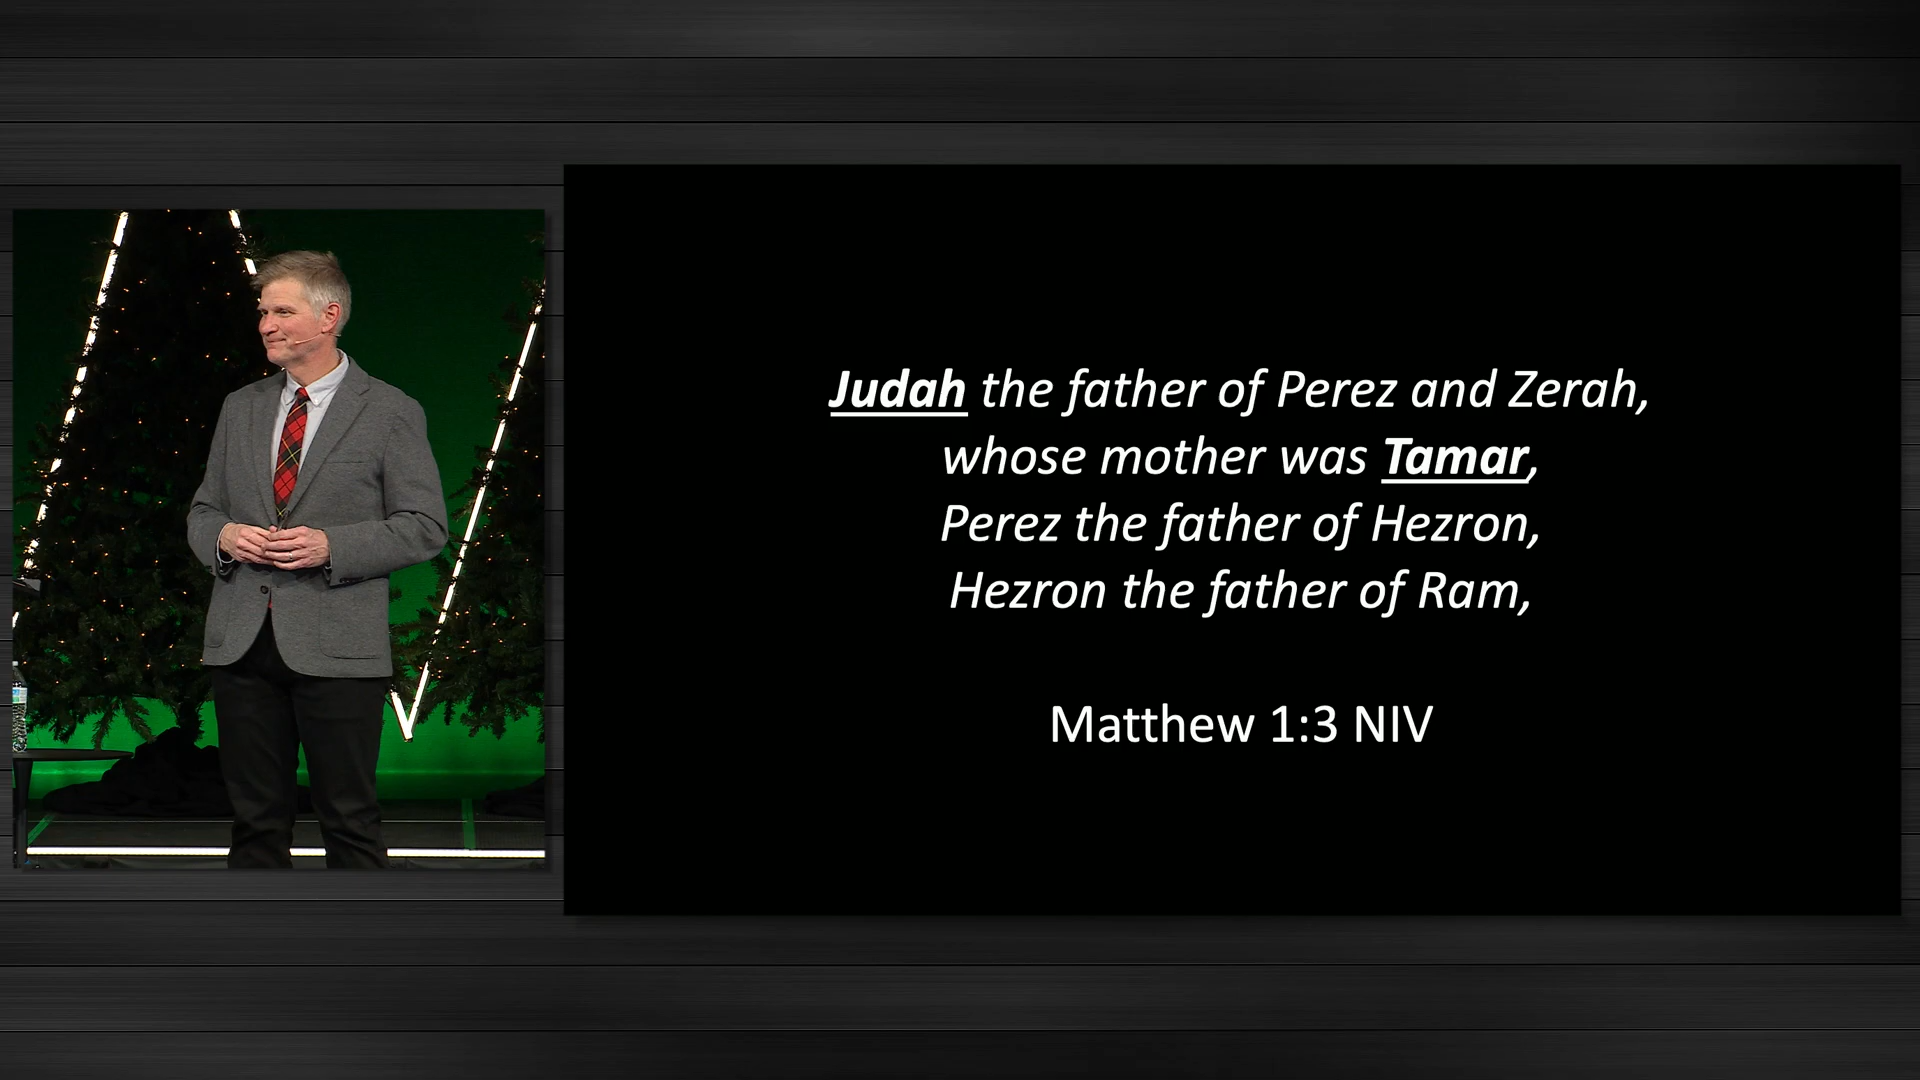 Judah the father of Perez and Zerah,
whose mother was Tamar,
Perez the father of Hezron,
Hezron the father of Ram,
Matthew 1:3 NIV